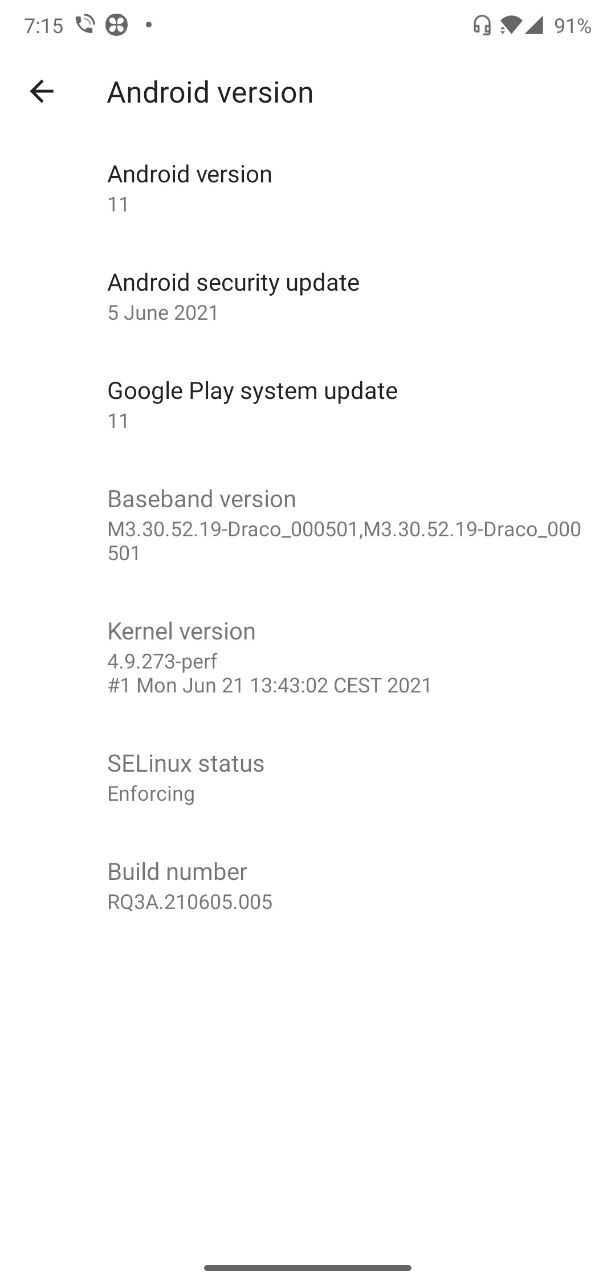 7:15
91%
Android version
Android version
11
Android security update
5 June 2021
Google Play system update
11
Baseband version
M3.30.52.19-Draco_000501,M3.30.52.19-Draco_000
501
Kernel version
4.9.273-perf
#1 Mon Jun 21 13:43:02 CEST 2021
SELinux status
Enforcing
Build number
RQ3A.210605.005